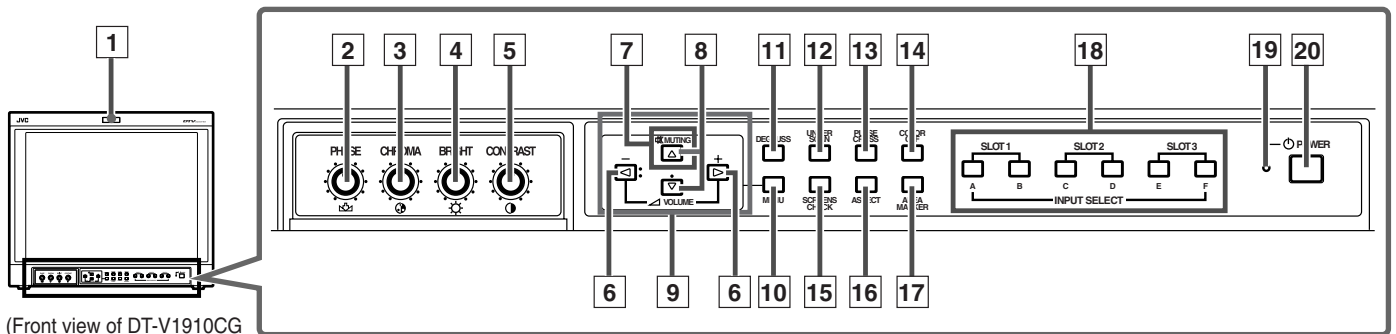 1
2
3
4
5
7
8
11
12
13
14
18
19
20
JVC
PHASE
CHROMA
BRIGHT
CONTRAST
MUTING
−
+
VOLUME
DEGAUSS
UNDER
SCAN
PULSE
CROSS
COLOR
OFF
MENU
SCREENS
CHECK
ASPECT
AREA
MARKER
SLOT 1
SLOT 2
SLOT 3
A
B
C
D
E
F
INPUT SELECT
POWER
6
9
6
10
15
16
17
(Front view of DT-V1910CG